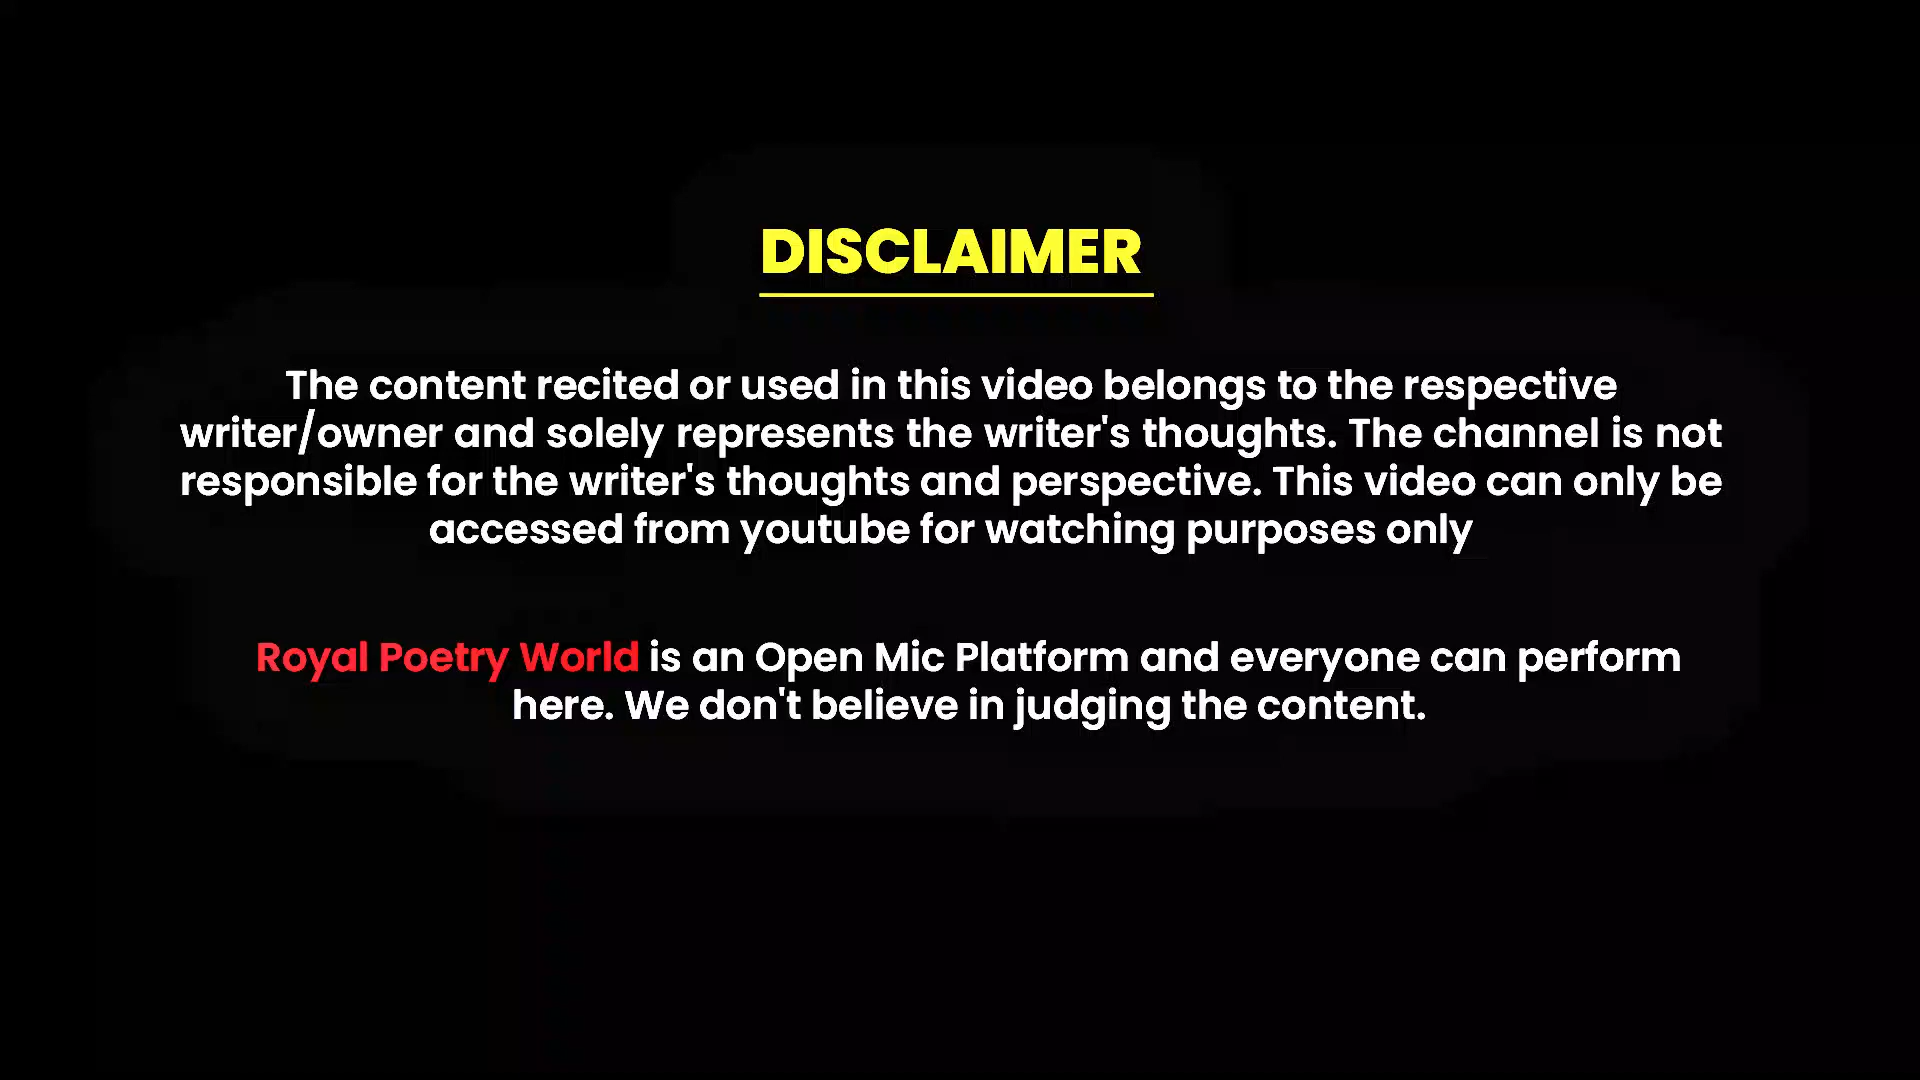 DISCLAIMER
The content recited or used in this video belongs to the respective
writer/owner and solely represents the writer's thoughts. The channel is not
responsible for the writer's thoughts and perspective. This video can only be
accessed from youtube for watching purposes only
Royal Poetry World is an Open Mic Platform and everyone can perform
here. We don't believe in judging the content.